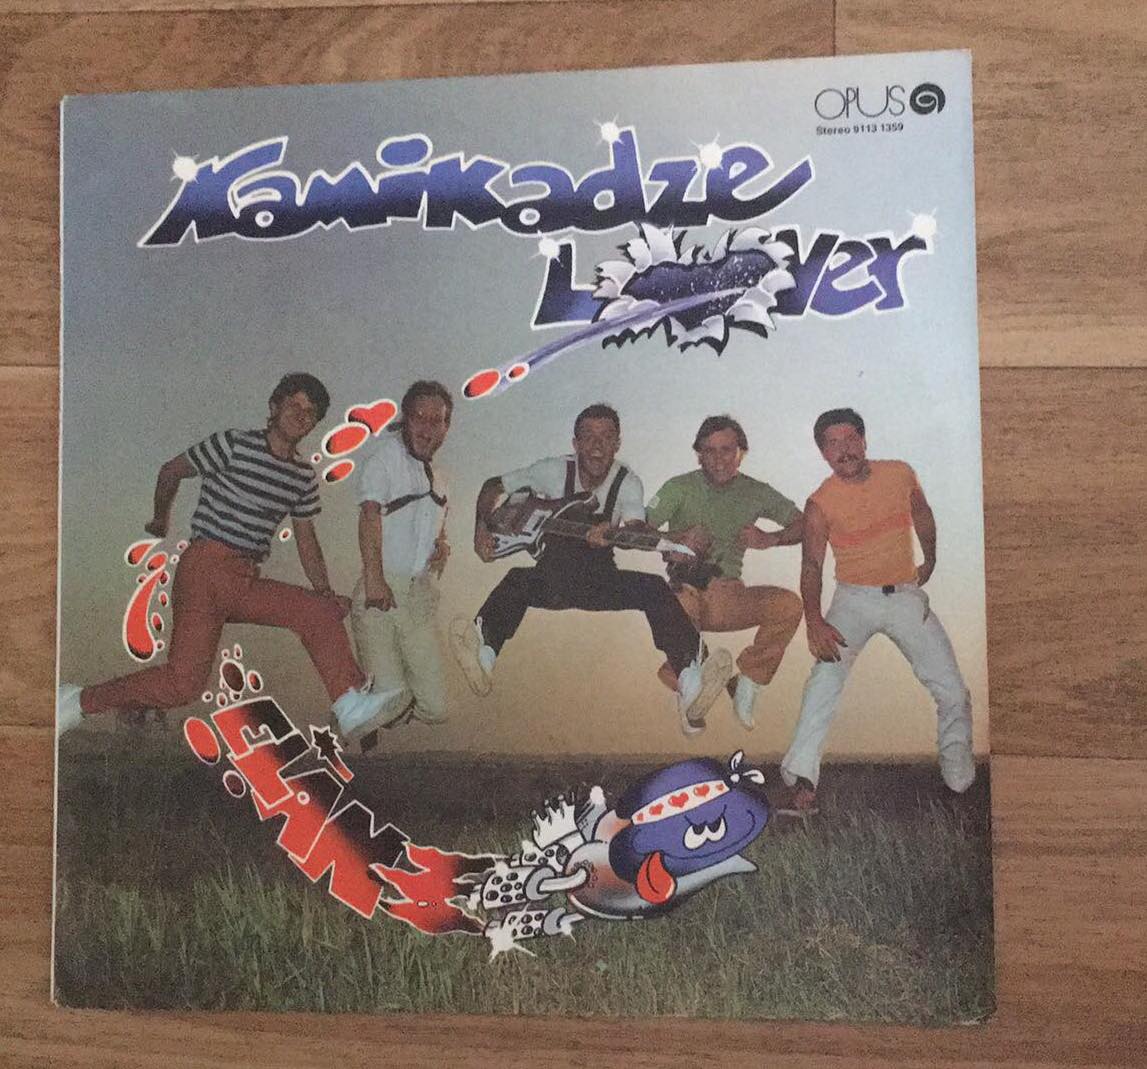 OPUS
Stereo 9113 1359
Kamikadze
Lover
Elán